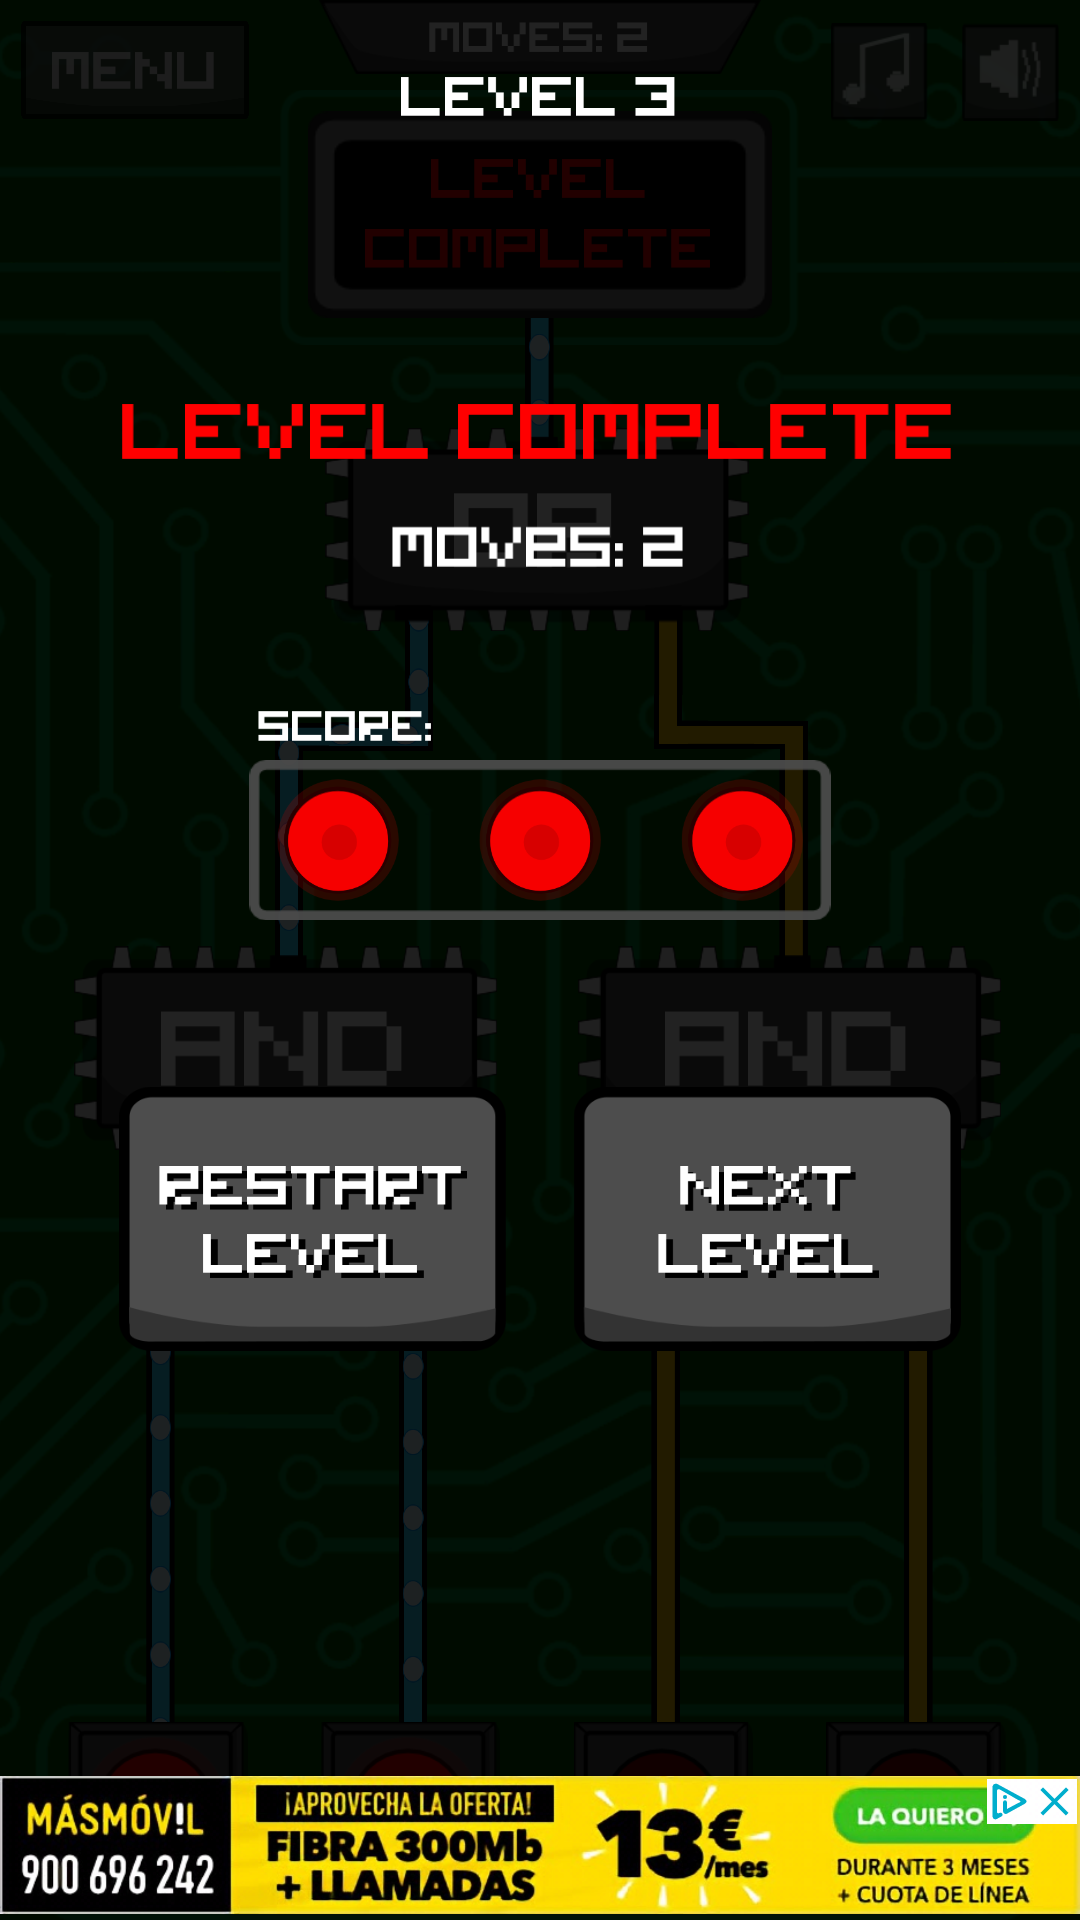 MENU
MOVES: 2
LEVEL 3
LEVEL
COMPLETE
LEVEL COMPLETE
OR
MOVES: 2
SCORE:
AND AND
RESTART
LEVEL
NEXT
LEVEL
MÁSMÓV!L
900 696 242
¡APROVECHA LA OFERTA!
FIBRA 300Mb
+ LLAMADAS
13€/mes
LA QUIERO
DURANTE 3 MESES
+ CUOTA DE LÍNEA